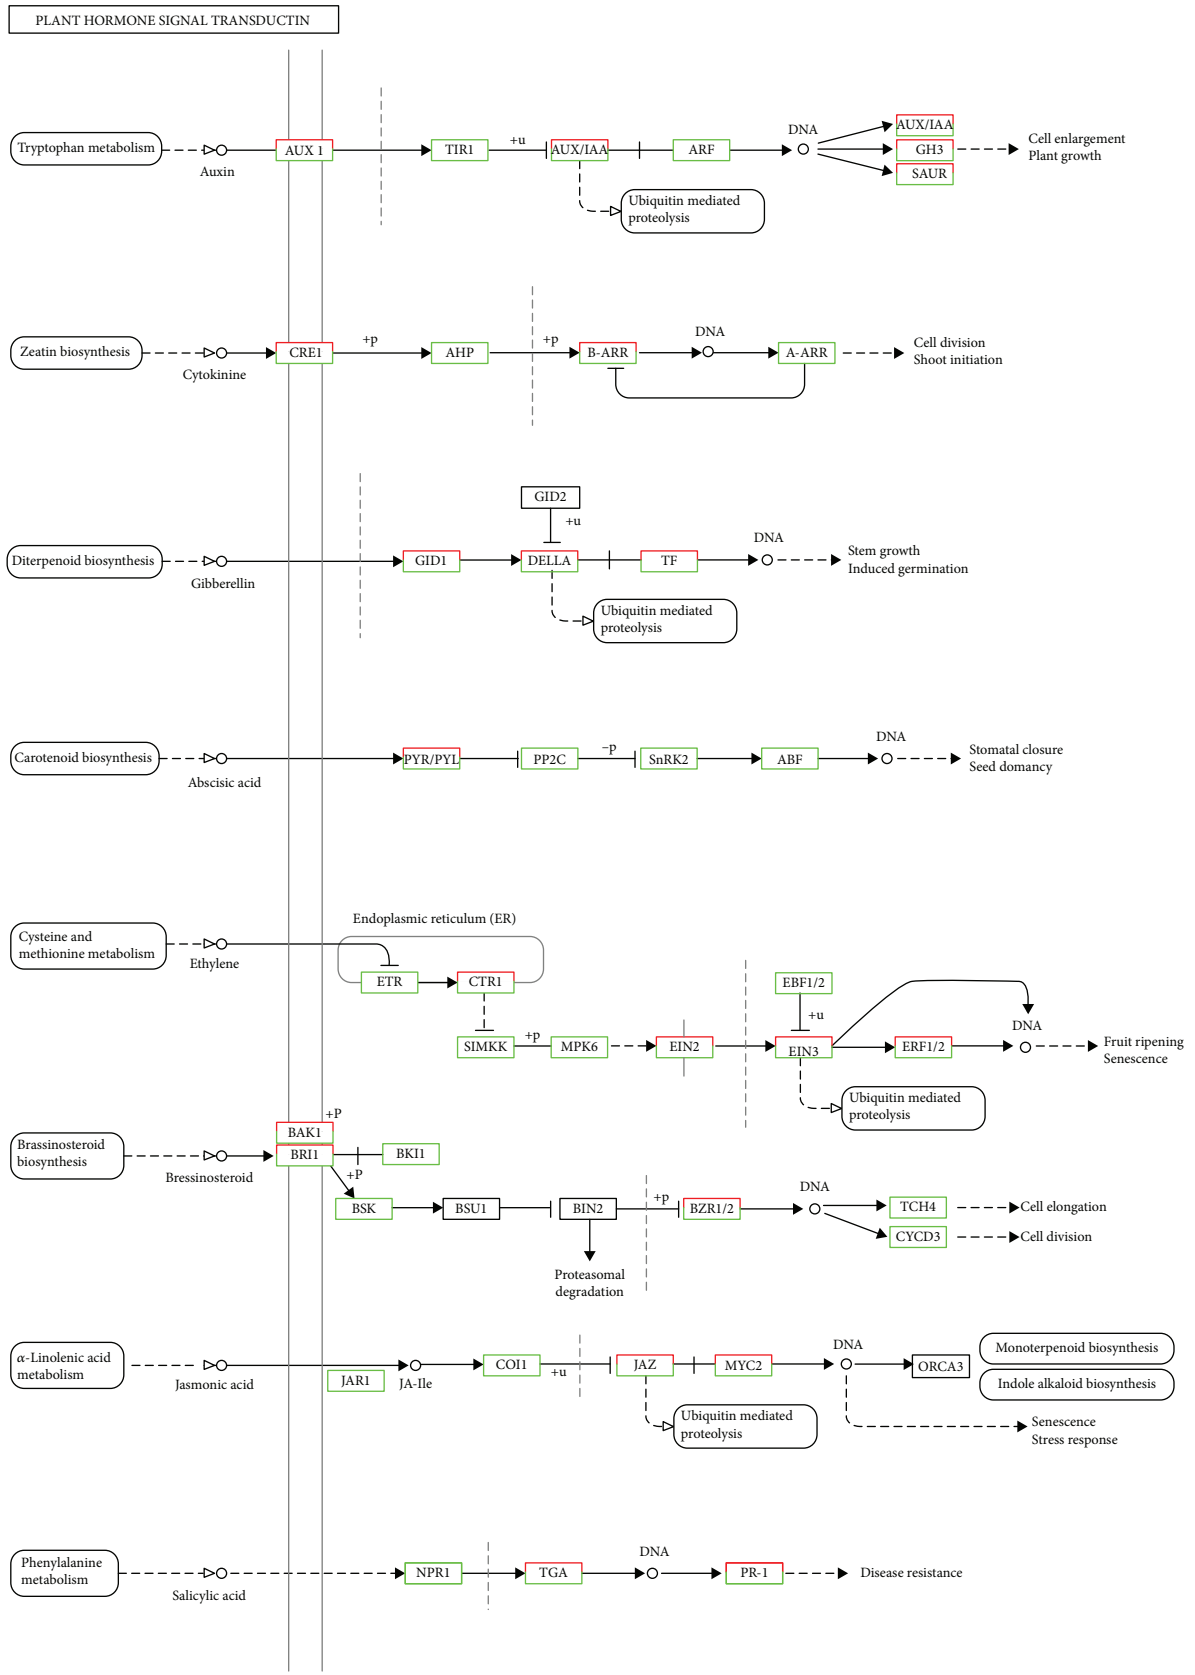 PLANT HORMONE SIGNAL TRANSDUCTIN
Tryptophan metabolism
Auxin
AUX 1
TIR1
+u
AUX/IAA
ARF
DNA
AUX/IAA
GH3
SAUR
Cell enlargement
Plant growth
Ubiquitin mediated
proteolysis
Zeatin biosynthesis
Cytokinine
CRE1
+p
AHP
+p
B-ARR
DNA
A-ARR
Cell division
Shoot initiation
GID2
+u
Diterpenoid biosynthesis
Gibberellin
GID1
DELLA
TF
DNA
Stem growth
Induced germination
Ubiquitin mediated
proteolysis
Carotenoid biosynthesis
Abscisic acid
PYR/PYL
PP2C
–p
SnRK2
ABF
DNA
Stomatal closure
Seed domancy
Endoplasmic reticulum (ER)
Cysteine and
methionine metabolism
Ethylene
ETR
CTR1
EBF1/2
+u
SIMKK
+p
MPK6
EIN2
EIN3
ERF1/2
DNA
Fruit ripening
Senescence
Ubiquitin mediated
proteolysis
Brassinosteroid
biosynthesis
Bressinosteroid
+P
BAK1
BRI1
BKI1
+P
BSK
BSU1
BIN2
+p
BZR1/2
DNA
TCH4
Cell elongation
CYCD3
Cell division
Proteasomal
degradation
α-Linolenic acid
metabolism
Jasmonic acid
JAR1
JA-Ile
COI1
+u
JAZ
MYC2
DNA
ORCA3
Monoterpenoid biosynthesis
Indole alkaloid biosynthesis
Ubiquitin mediated
proteolysis
Senescence
Stress response
Phenylalanine
metabolism
Salicylic acid
NPR1
TGA
DNA
PR-1
Disease resistance